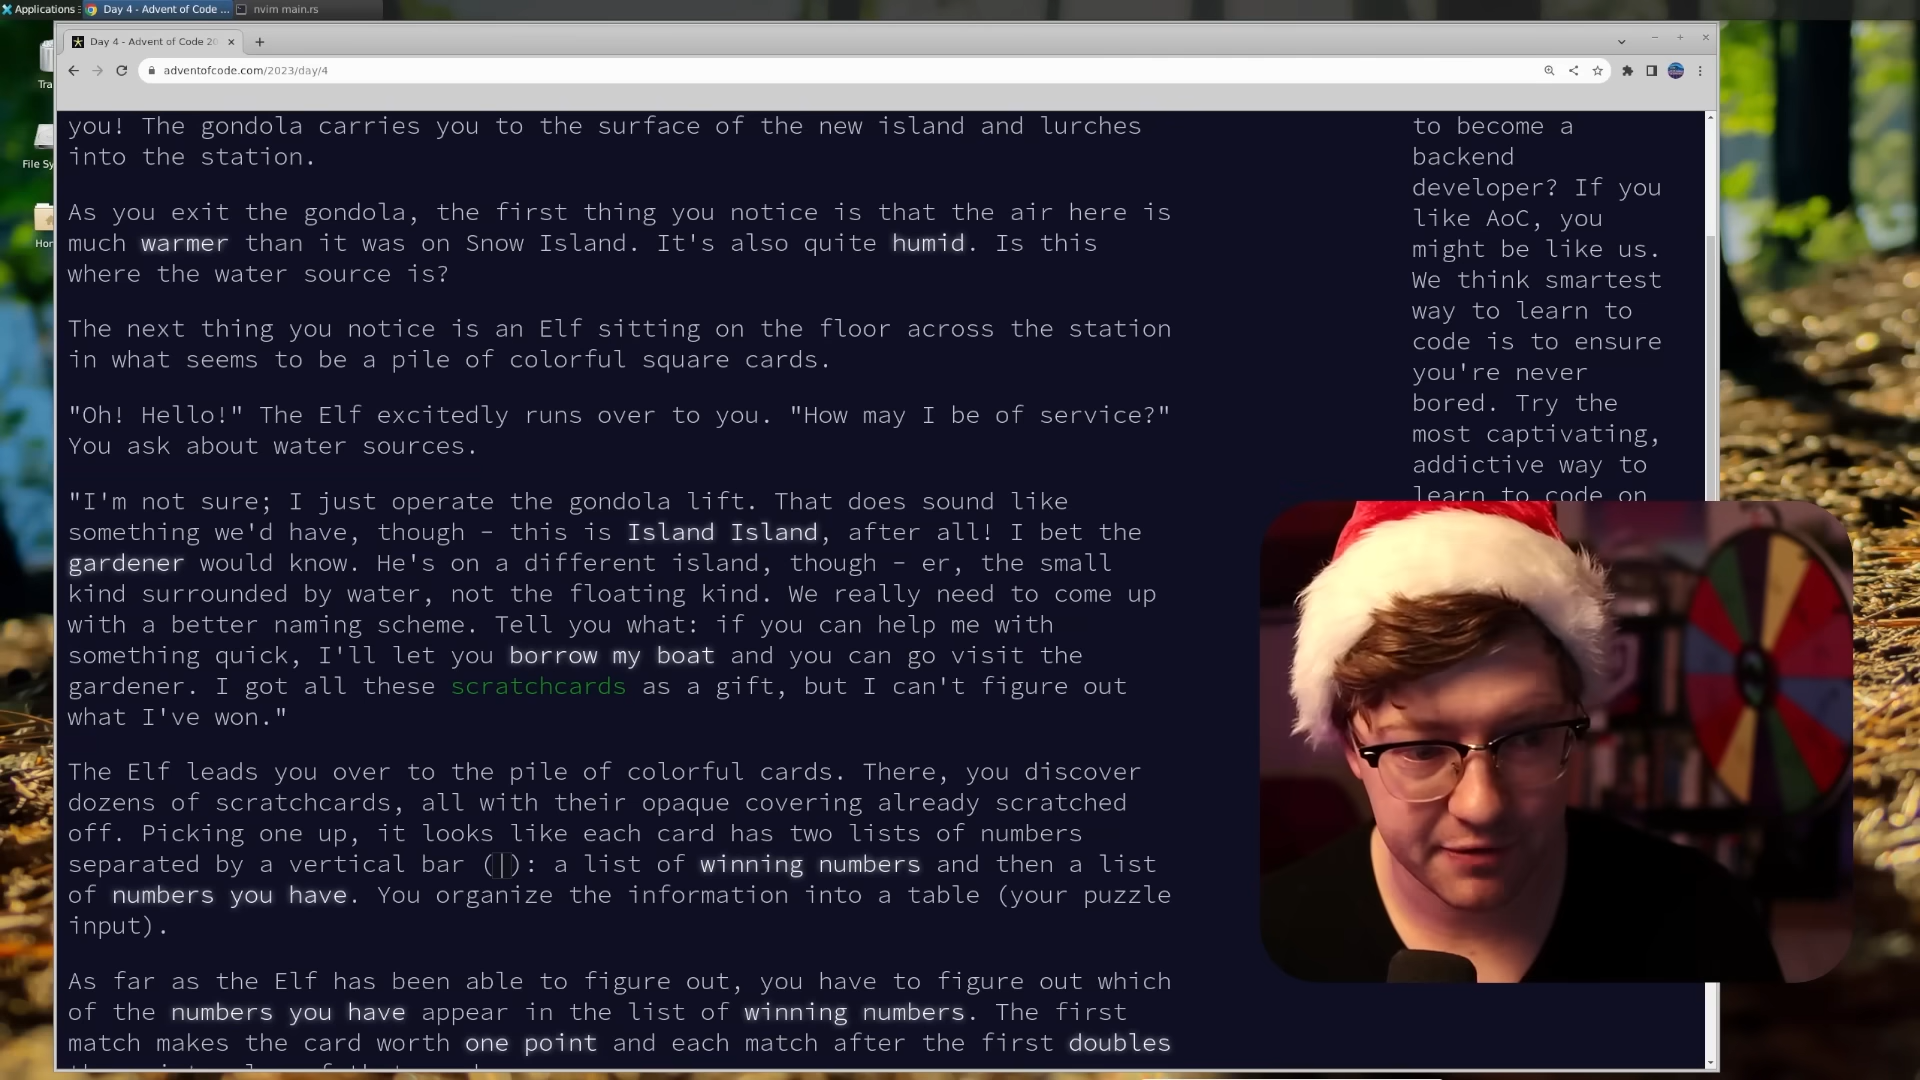 Applications
Day 4 - Advent of Code ...
nvim main.rs
Day 4 - Advent of Code 20
adventofcode.com/2023/day/4
Tra
File Sy
Hon
you! The gondola carries you to the surface of the new island and lurches
into the station.
As you exit the gondola, the first thing you notice is that the air here is
much warmer than it was on Snow Island. It's also quite humid. Is this
where the water source is?
The next thing you notice is an Elf sitting on the floor across the station
in what seems to be a pile of colorful square cards.
"Oh! Hello!" The Elf excitedly runs over to you. "How may I be of service?"
You ask about water sources.
"I'm not sure; I just operate the gondola lift. That does sound like
something we'd have, though - this is Island Island, after all! I bet the
gardener would know. He's on a different island, though - er, the small
kind surrounded by water, not the floating kind. We really need to come up
with a better naming scheme. Tell you what: if you can help me with
something quick, I'll let you borrow my boat and you can go visit the
gardener. I got all these scratchcards as a gift, but I can't figure out
what I've won."
The Elf leads you over to the pile of colorful cards. There, you discover
dozens of scratchcards, all with their opaque covering already scratched
off. Picking one up, it looks like each card has two lists of numbers
separated by a vertical bar (|): a list of winning numbers and then a list
of numbers you have. You organize the information into a table (your puzzle
input).
As far as the Elf has been able to figure out, you have to figure out which
of the numbers you have appear in the list of winning numbers. The first
match makes the card worth one point and each match after the first doubles
to become a
backend
developer? If you
like AoC, you
might be like us.
We think smartest
way to learn to
code is to ensure
you're never
bored. Try the
most captivating,
addictive way to
learn to code on